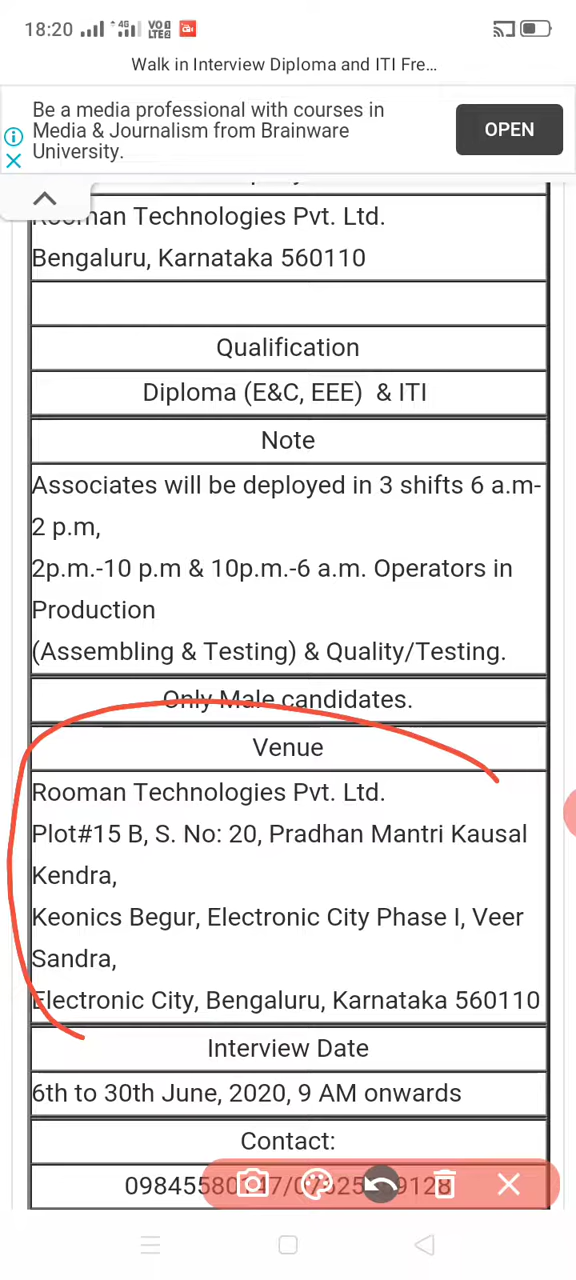 18:20
4G
VO
LTE2
Walk in Interview Diploma and ITI Fre...
Be a media professional with courses in
Media & Journalism from Brainware
University.
OPEN
Rooman Technologies Pvt. Ltd.
Bengaluru, Karnataka 560110
Qualification
Diploma (E&C, EEE) & ITI
Note
Associates will be deployed in 3 shifts 6 a.m-
2 p.m,
2p.m.-10 p.m & 10p.m.-6 a.m. Operators in
Production
(Assembling & Testing) & Quality/Testing.
Only Male candidates.
Venue
Rooman Technologies Pvt. Ltd.
Plot#15 B, S. No: 20, Pradhan Mantri Kausal
Kendra,
Keonics Begur, Electronic City Phase I, Veer
Sandra,
Electronic City, Bengaluru, Karnataka 560110
Interview Date
6th to 30th June, 2020, 9 AM onwards
Contact: